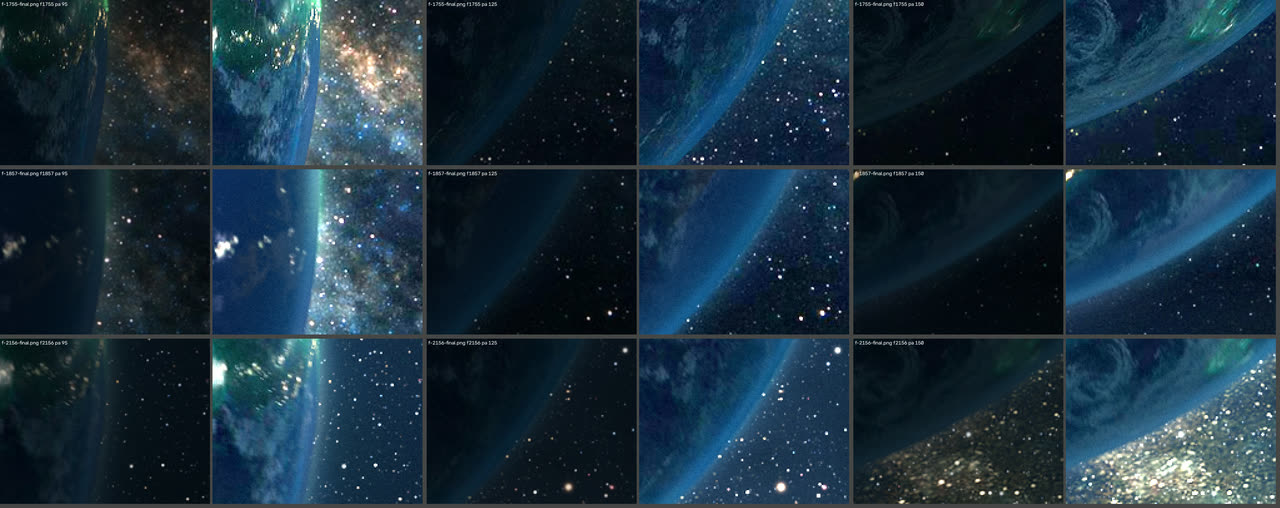 f-1755-final.png f1755 pa 95
f-1755-final.png f1755 pa 125
f-1755-final.png f1755 pa 150
f-1857-final.png f1857 pa 95
f-1857-final.png f1857 pa 125
f-1857-final.png f1857 pa 150
f-2156-final.png f2156 pa 95
f-2156-final.png f2156 pa 125
f-2156-final.png f2156 pa 150